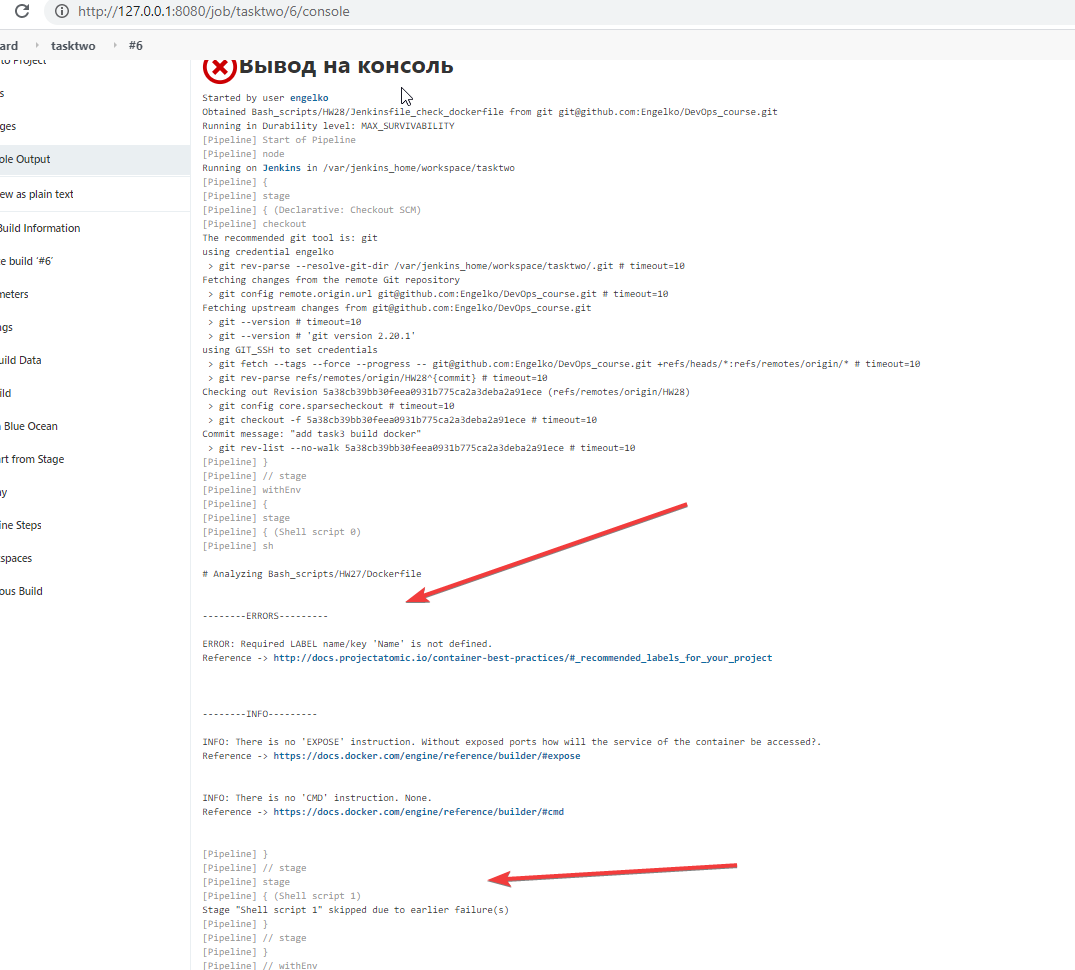 http://127.0.0.1:8080/job/tasktwo/6/console
ard › tasktwo › #6
to Project
s
ges
ole Output
ew as plain text
Build Information
e build '#6'
meters
ngs
uild Data
ild
n Blue Ocean
rt from Stage
ay
ine Steps
spaces
ous Build
Вывод на консоль
Started by user engelko
Obtained Bash_scripts/HW28/Jenkinsfile_check_dockerfile from git git@github.com:Engelko/DevOps_course.git
Running in Durability level: MAX_SURVIVABILITY
[Pipeline] Start of Pipeline
[Pipeline] node
Running on Jenkins in /var/jenkins_home/workspace/tasktwo
[Pipeline] {
[Pipeline] stage
[Pipeline] { (Declarative: Checkout SCM)
[Pipeline] checkout
The recommended git tool is: git
using credential engelko
> git rev-parse --resolve-git-dir /var/jenkins_home/workspace/tasktwo/.git # timeout=10
Fetching changes from the remote Git repository
> git config remote.origin.url git@github.com:Engelko/DevOps_course.git # timeout=10
Fetching upstream changes from git@github.com:Engelko/DevOps_course.git
> git --version # timeout=10
> git --version # 'git version 2.20.1'
using GIT_SSH to set credentials
> git fetch --tags --force --progress -- git@github.com:Engelko/DevOps_course.git +refs/heads/*:refs/remotes/origin/* # timeout=10
> git rev-parse refs/remotes/origin/HW28^{commit} # timeout=10
Checking out Revision 5a38cb39bb30feea0931b775ca2a3deba2a91ece (refs/remotes/origin/HW28)
> git config core.sparsecheckout # timeout=10
> git checkout -f 5a38cb39bb30feea0931b775ca2a3deba2a91ece # timeout=10
Commit message: "add task3 build docker"
> git rev-list --no-walk 5a38cb39bb30feea0931b775ca2a3deba2a91ece # timeout=10
[Pipeline] }
[Pipeline] // stage
[Pipeline] withEnv
[Pipeline] {
[Pipeline] stage
[Pipeline] { (Shell script 0)
[Pipeline] sh
# Analyzing Bash_scripts/HW27/Dockerfile
--------ERRORS---------
ERROR: Required LABEL name/key 'Name' is not defined.
Reference -> http://docs.projectatomic.io/container-best-practices/#_recommended_labels_for_your_project
--------INFO---------
INFO: There is no 'EXPOSE' instruction. Without exposed ports how will the service of the container be accessed?.
Reference -> https://docs.docker.com/engine/reference/builder/#expose
INFO: There is no 'CMD' instruction. None.
Reference -> https://docs.docker.com/engine/reference/builder/#cmd
[Pipeline] }
[Pipeline] // stage
[Pipeline] stage
[Pipeline] { (Shell script 1)
Stage "Shell script 1" skipped due to earlier failure(s)
[Pipeline] }
[Pipeline] // stage
[Pipeline] }
[Pipeline] // withEnv